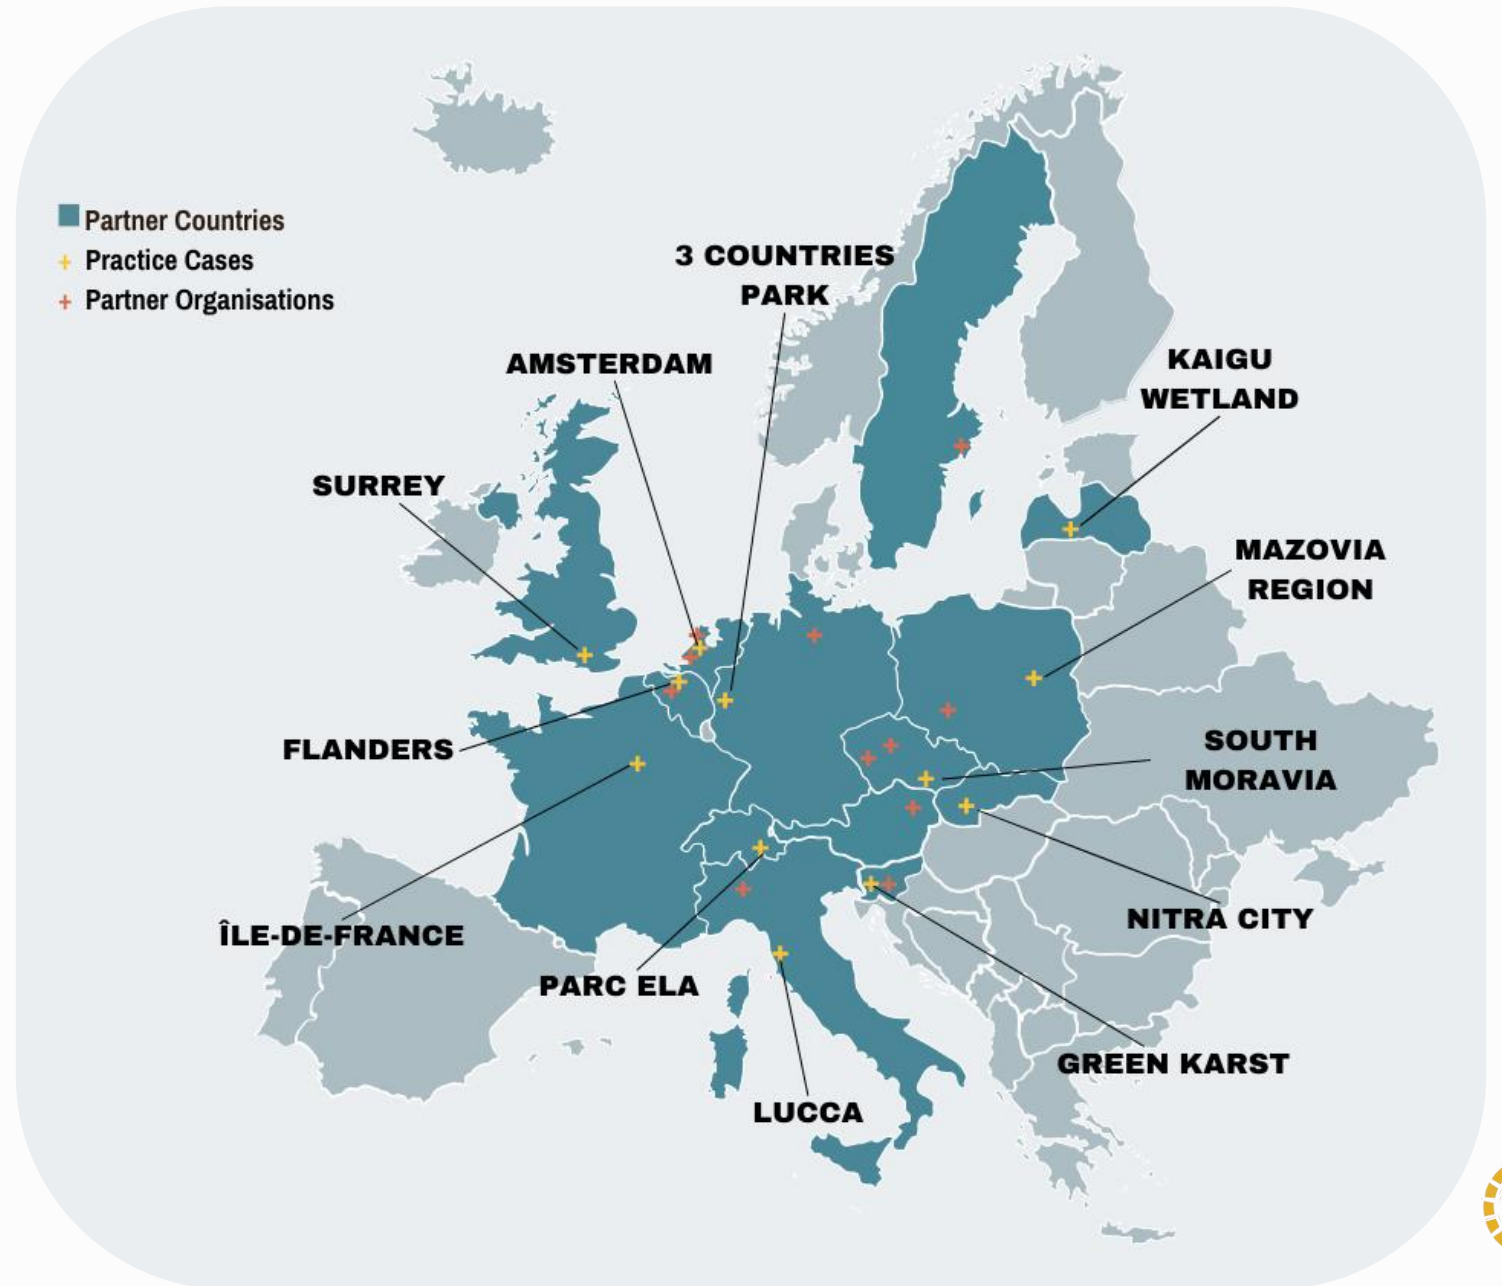 Partner Countries
Practice Cases
Partner Organisations
3 COUNTRIES
PARK
AMSTERDAM
KAIGU
WETLAND
SURREY
MAZOVIA
REGION
FLANDERS
SOUTH
MORAVIA
ÎLE-DE-FRANCE
NITRA CITY
PARC ELA
GREEN KARST
LUCCA